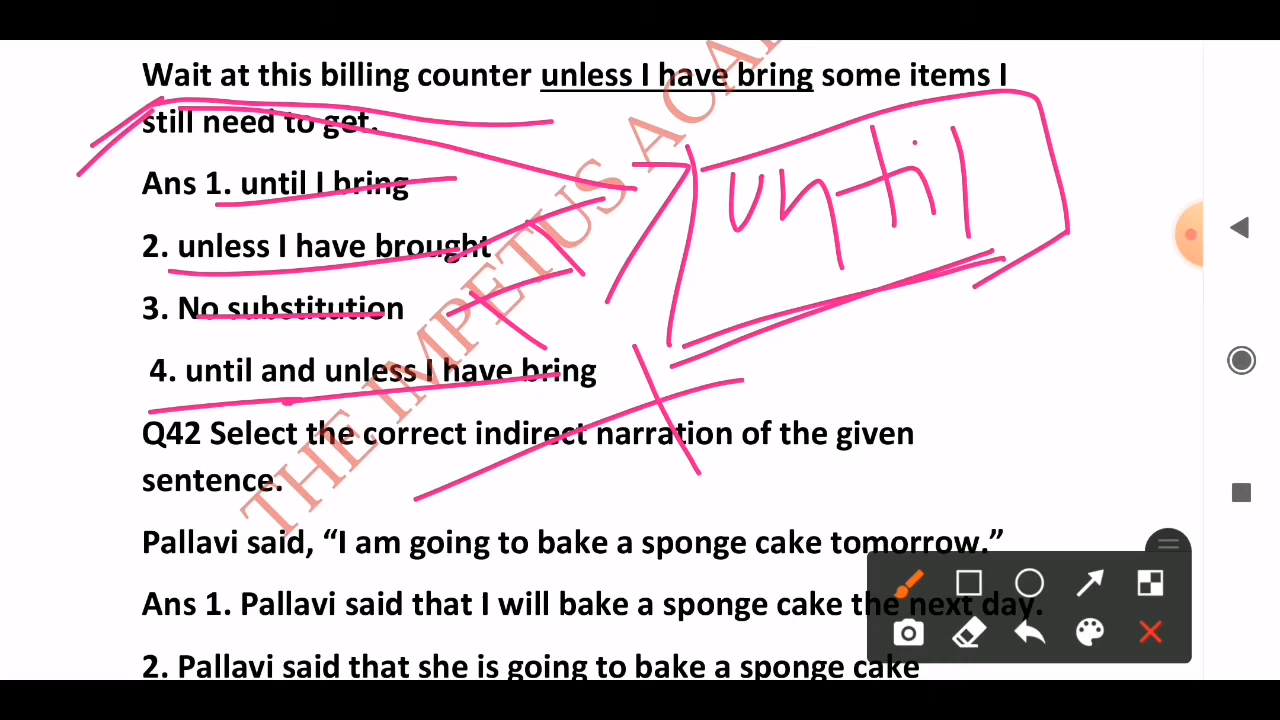 Wait at this billing counter unless I have bring some items I
still need to get.
Ans 1. until I bring
until
2. unless I have brought
3. No substitution
4. until and unless I have bring
Q42 Select the correct indirect narration of the given
sentence.
Pallavi said, “I am going to bake a sponge cake tomorrow.”
Ans 1. Pallavi said that I will bake a sponge cake the next day.
2. Pallavi said that she is going to bake a sponge cake
THE IMPETUS ACA